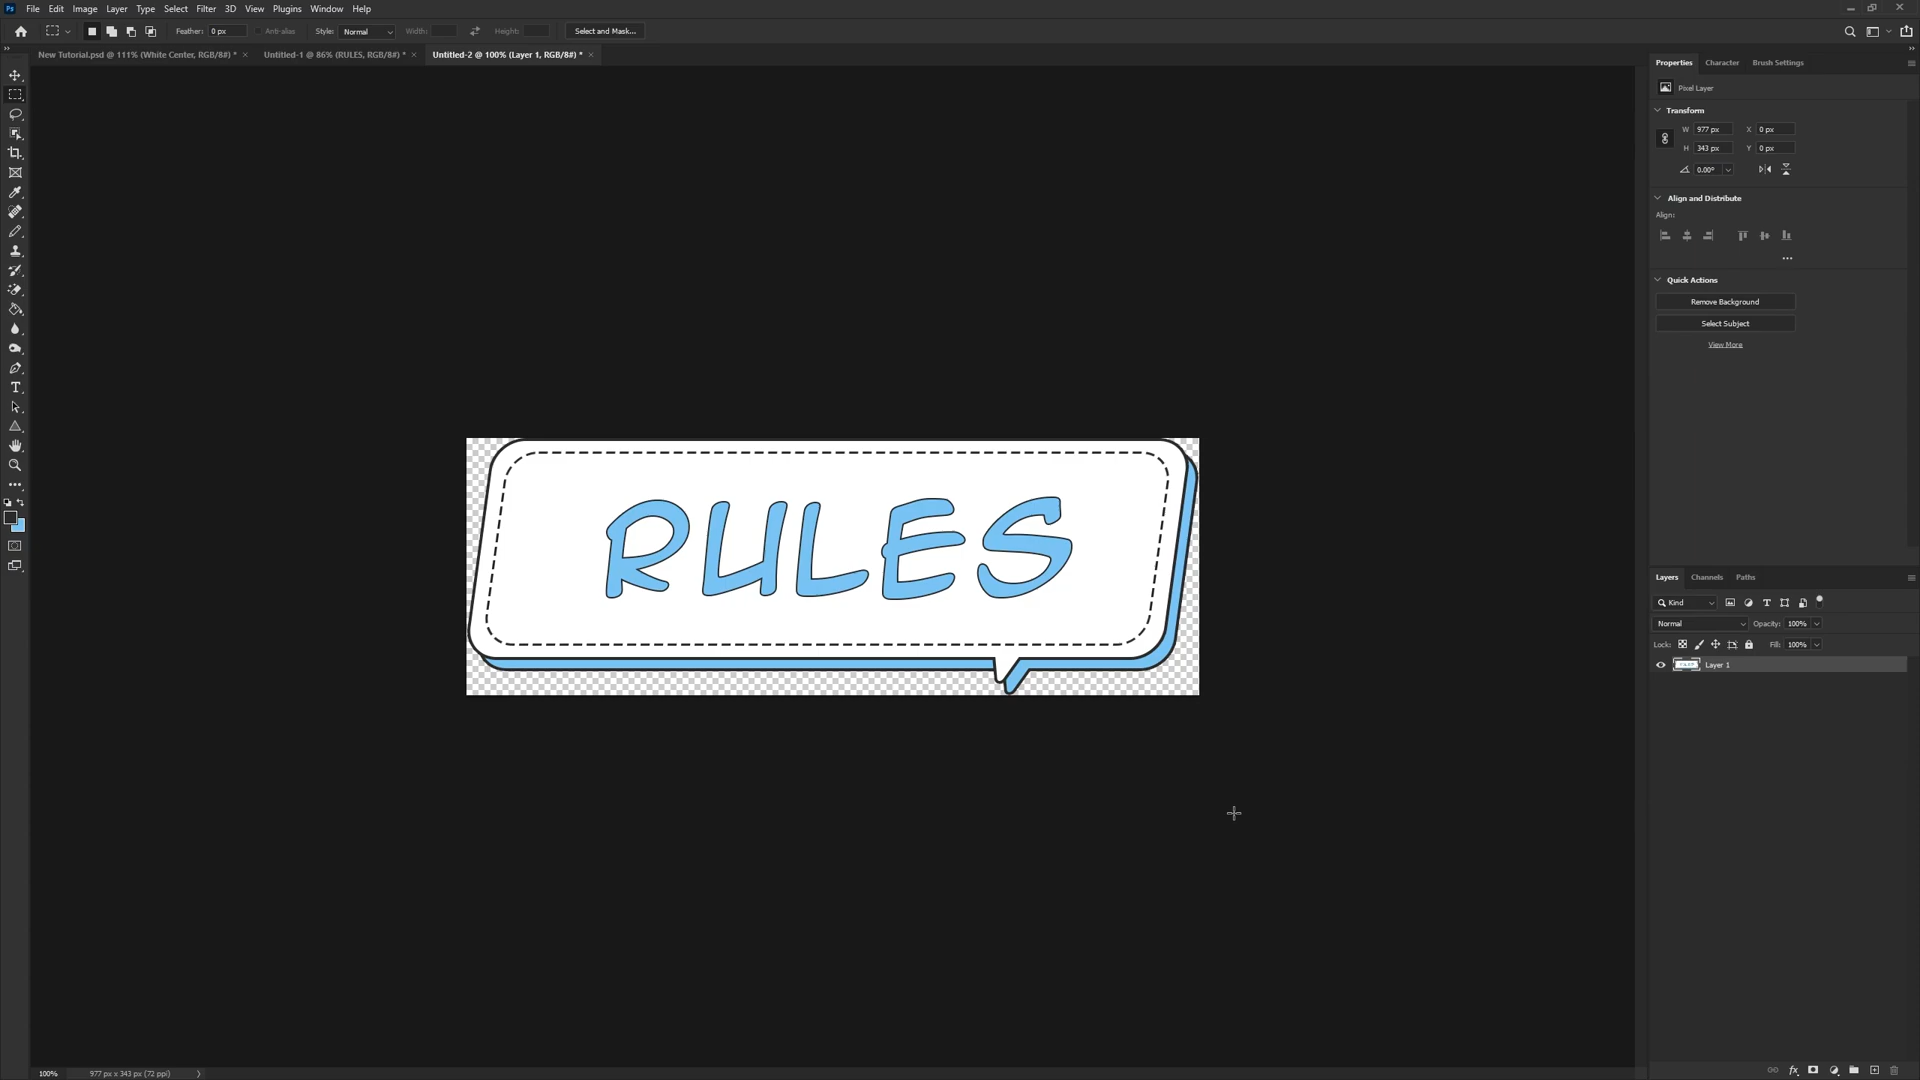 Ps File Edit Image Layer Type Select Filter 3D View Plugins Window Help
Feather: 0 px Anti-alias Style: Normal Width: Height: Select and Mask...
New Tutorial.psd @ 111% (White Center, RGB/8#) * × Untitled-1 @ 86% (RULES, RGB/8#) * × Untitled-2 @ 100% (Layer 1, RGB/8#) * ×
Properties Character Brush Settings
Pixel Layer
Transform
W 977 px X 0 px
H 343 px Y 0 px
0.00°
Align and Distribute
Align:
Quick Actions
Remove Background
Select Subject
View More
RULES
Layers Channels Paths
Kind
Normal Opacity: 100%
Lock: Fill: 100%
Layer 1
100% 977 px x 343 px (72 ppi)